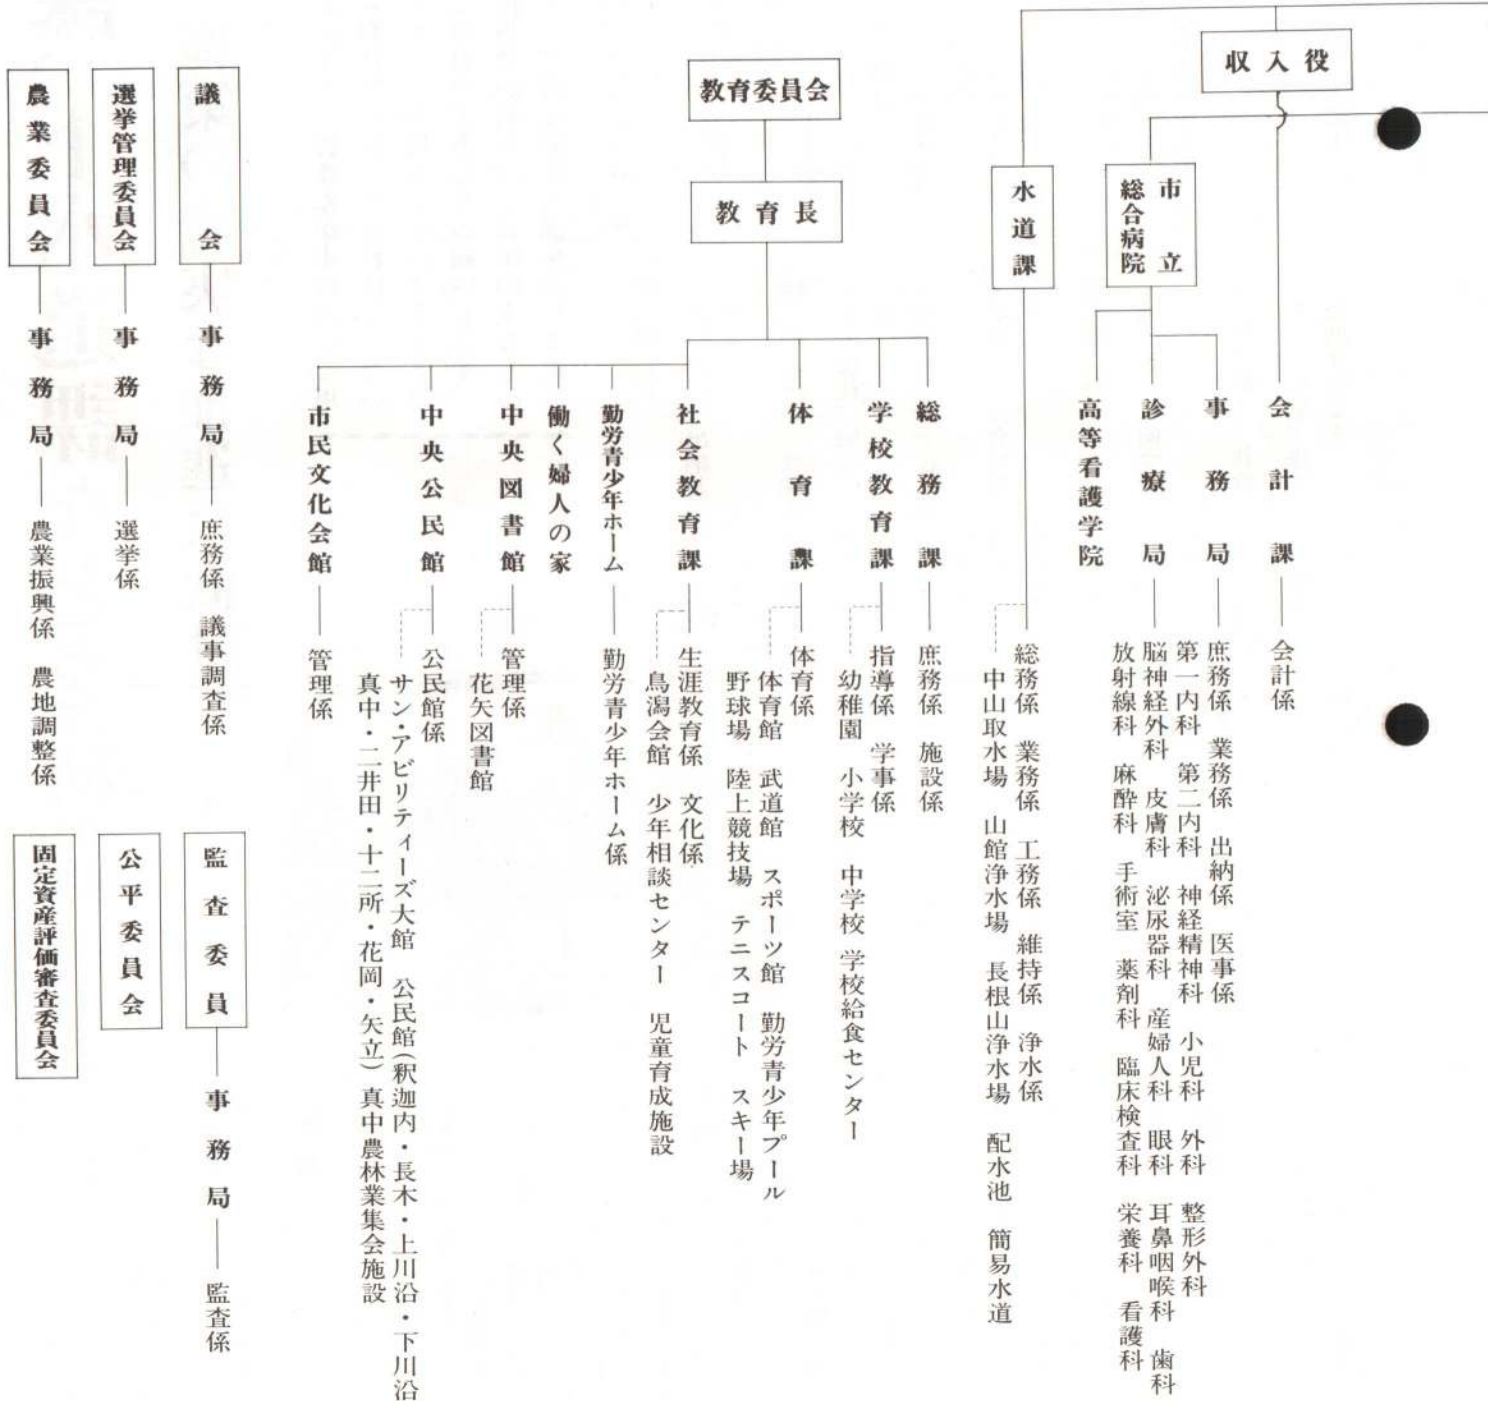 収入役
会計課
会計係
市立
総合病院
事務局
庶務係 業務係 出納係 医事係
診療局
第一内科 第二内科 神経精神科 小児科 外科 整形外科
脳神経外科 皮膚科 泌尿器科 産婦人科 眼科 耳鼻咽喉科 歯科
放射線科 麻酔科 手術室 薬剤科 臨床検査科 栄養科 看護科
高等看護学院
水道課
総務係 業務係 工務係 維持係 浄水係
中山取水場 山館浄水場 長根山浄水場 配水池 簡易水道
教育委員会
教育長
総務課
庶務係 施設係
学校教育課
指導係 学事係
幼稚園 小学校 中学校 学校給食センター
体育課
体育係
体育館 武道館 スポーツ館 勤労青少年プール
野球場 陸上競技場 テニスコート スキー場
社会教育課
生涯教育係 文化係
鳥潟会館 少年相談センター 児童育成施設
勤労青少年ホーム
勤労青少年ホーム係
働く婦人の家
中央図書館
管理係
花矢図書館
中央公民館
公民館係
サン・アビリティーズ大館 公民館(釈迦内・長木・上川沿・下川沿
真中・二井田・十二所・花岡・矢立) 真中農林業集会施設
市民文化会館
管理係
議会
事務局
庶務係 議事調査係
選挙管理委員会
事務局
選挙係
農業委員会
事務局
農業振興係 農地調整係
監査委員
事務局
監査係
公平委員会
固定資産評価審査委員会